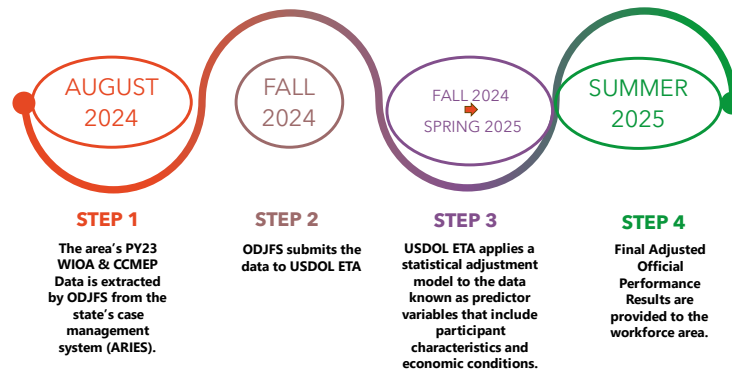 AUGUST
2024
FALL
2024
FALL 2024
SPRING 2025
SUMMER
2025
STEP 1
The area's PY23
WIOA & CCMEP
Data is extracted
by ODJFS from the
state's case
management
system (ARIES).
STEP 2
ODJFS submits the
data to USDOL ETA
STEP 3
USDOL ETA applies a
statistical adjustment
model to the data
known as predictor
variables that include
participant
characteristics and
economic conditions.
STEP 4
Final Adjusted
Official
Performance
Results are
provided to the
workforce area.